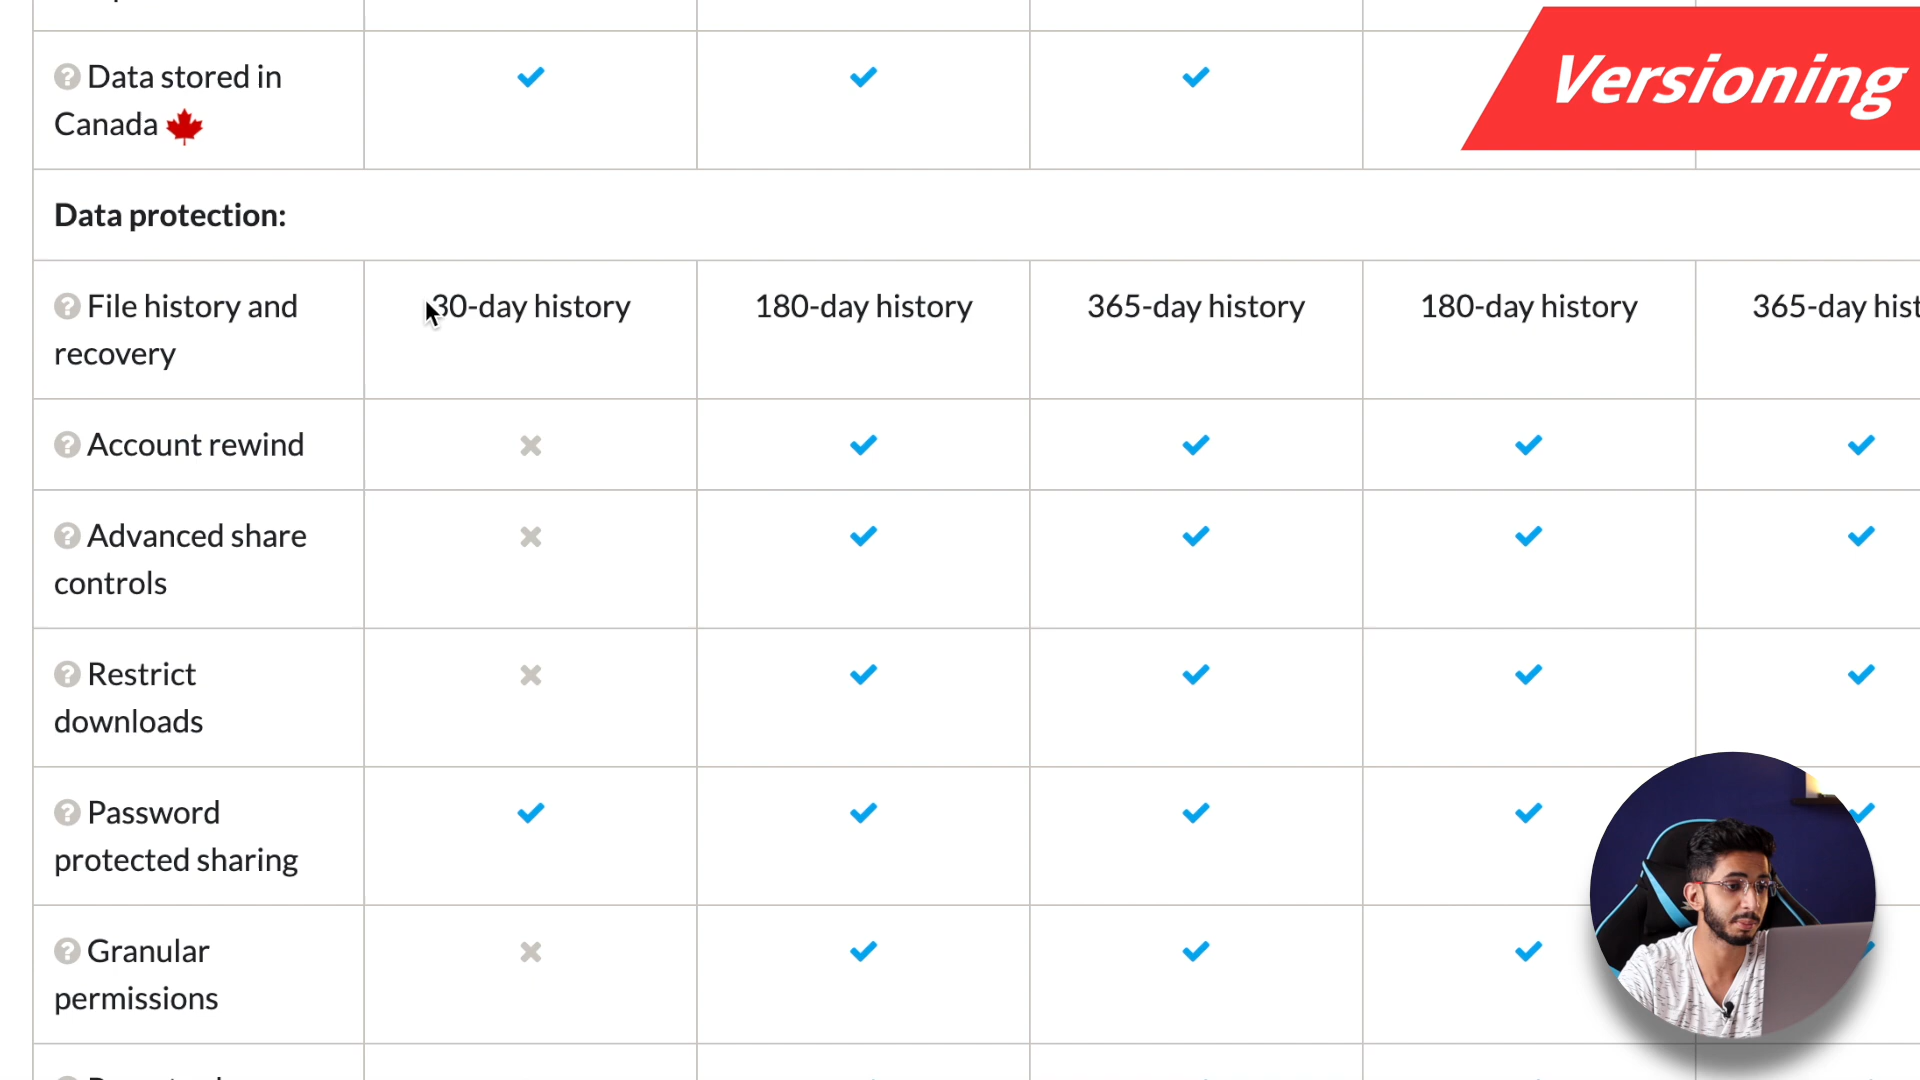 Versioning
Data stored in
Canada
Data protection:
File history and
recovery
30-day history
180-day history
365-day history
180-day history
365-day hist
Account rewind
Advanced share
controls
Restrict
downloads
Password
protected sharing
Granular
permissions